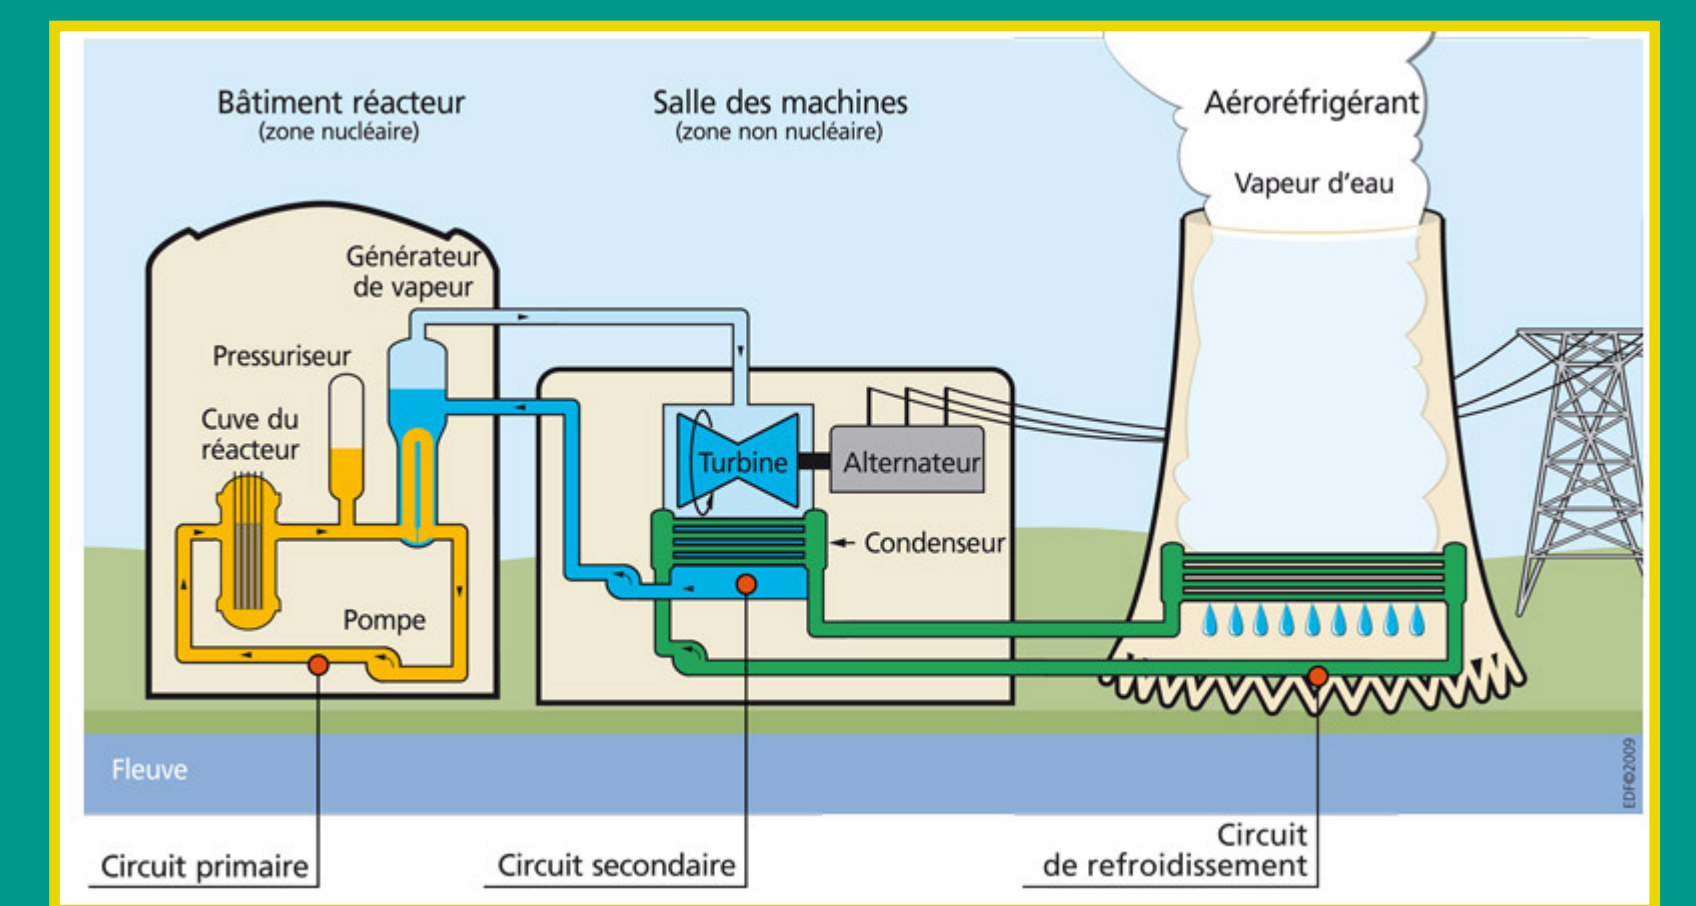 Bâtiment réacteur
(zone nucléaire)
Salle des machines
(zone non nucléaire)
Aéroréfrigérant
Vapeur d'eau
Générateur
de vapeur
Pressuriseur
Cuve du
réacteur
Turbine
Alternateur
Condenseur
Pompe
Fleuve
EDF©2009
Circuit primaire
Circuit secondaire
Circuit
de refroidissement